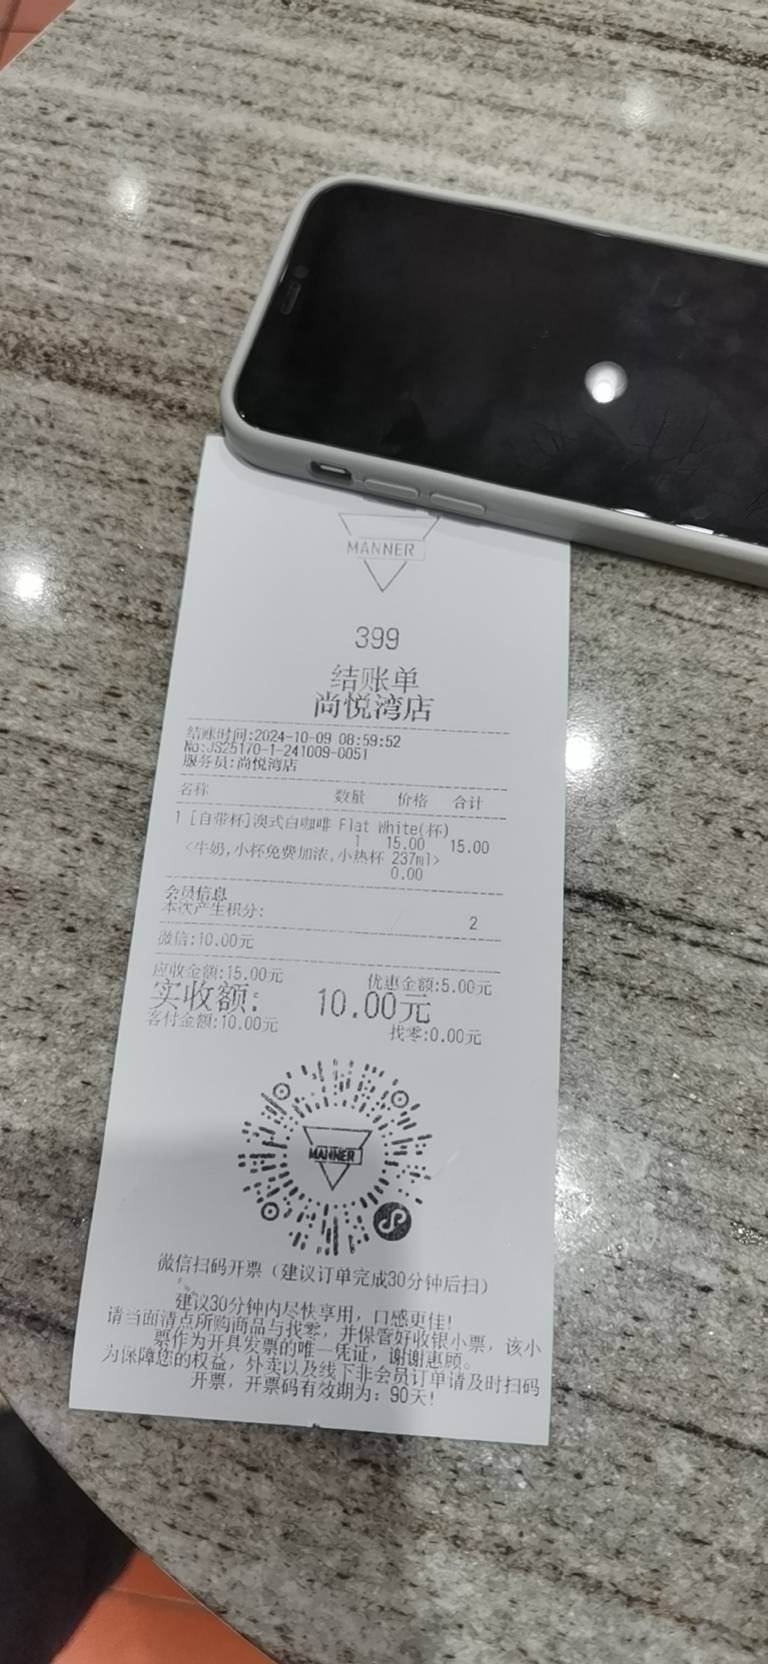 MANNER
399
结账单
尚悦湾店
结账时间:2024-10-09 08:59:52
No:JS25170-1-241009-0051
服务员:尚悦湾店
名称 数量 价格 合计
1 [自带杯]澳式白咖啡 Flat White(杯)
1 15.00 15.00
<牛奶,小杯免费加浓,小热杯 237ml>
0.00
会员信息
本次产生积分: 2
微信:10.00元
应收金额:15.00元 优惠金额:5.00元
实收额: 10.00元
客付金额:10.00元 找零:0.00元
MANNER
微信扫码开票（建议订单完成30分钟后扫）
建议30分钟内尽快享用，口感更佳!
请当面清点所购商品与找零，并保管好收银小票，该小
票作为开具发票的唯一凭证，谢谢惠顾。
为保障您的权益，外卖以及线下非会员订单请及时扫码
开票，开票码有效期为：90天!